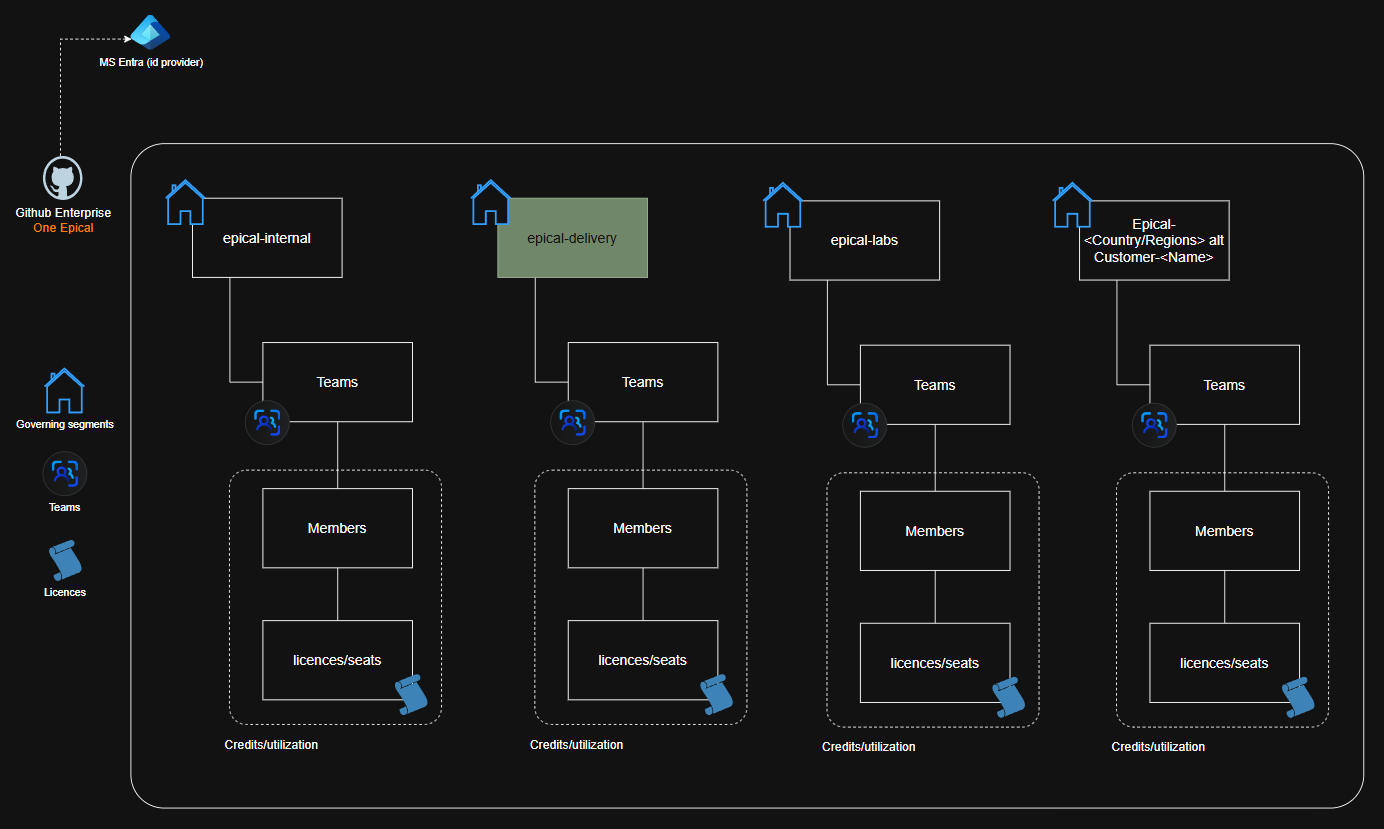 MS Entra (id provider)
Github Enterprise
One Epical
epical-internal
epical-delivery
epical-labs
Epical-
<Country/Regions> alt
Customer-<Name>
Teams
Teams
Teams
Teams
Governing segments
Teams
Licences
Members
Members
Members
Members
licences/seats
licences/seats
licences/seats
licences/seats
Credits/utilization
Credits/utilization
Credits/utilization
Credits/utilization